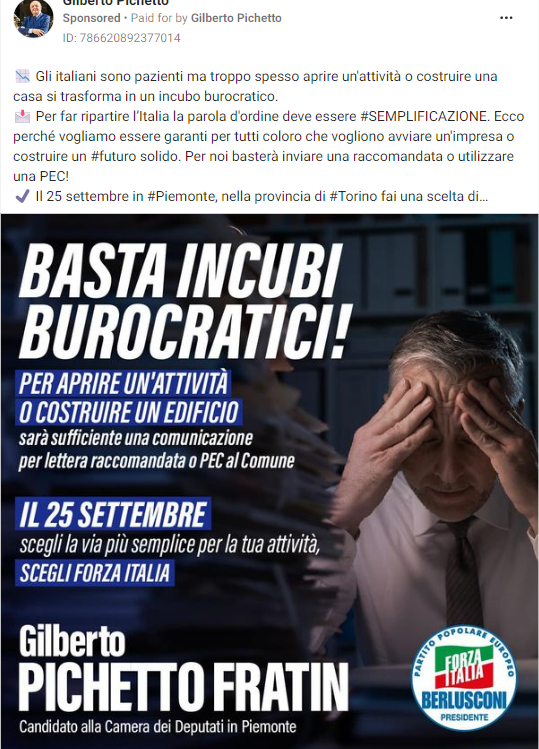 Gilberto Pichetto
Sponsored • Paid for by Gilberto Pichetto
ID: 786620892377014
Gli italiani sono pazienti ma troppo spesso aprire un'attività o costruire una
casa si trasforma in un incubo burocratico.
Per far ripartire l’Italia la parola d'ordine deve essere #SEMPLIFICAZIONE. Ecco
perché vogliamo essere garanti per tutti coloro che vogliono avviare un'impresa o
costruire un #futuro solido. Per noi basterà inviare una raccomandata o utilizzare
una PEC!
Il 25 settembre in #Piemonte, nella provincia di #Torino fai una scelta di...
BASTA INCUBI
BUROCRATICI!
PER APRIRE UN'ATTIVITÀ
O COSTRUIRE UN EDIFICIO
sarà sufficiente una comunicazione
per lettera raccomandata o PEC al Comune
IL 25 SETTEMBRE
scegli la via più semplice per la tua attività,
SCEGLI FORZA ITALIA
Gilberto
PICHETTO FRATIN
Candidato alla Camera dei Deputati in Piemonte
PARTITO POPOLARE EUROPEO
FORZA
ITALIA
BERLUSCONI
PRESIDENTE